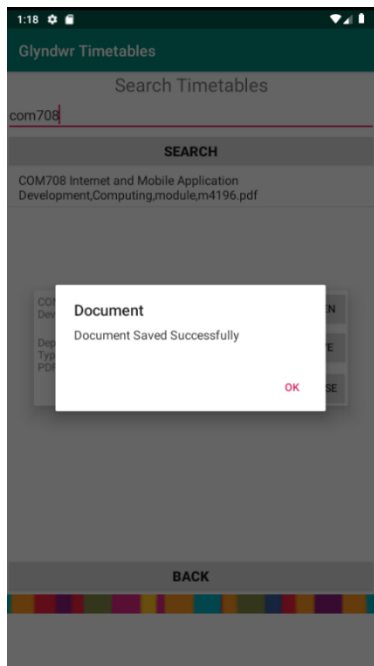 1:18
Glyndwr Timetables
Search Timetables
com708
SEARCH
COM708 Internet and Mobile Application
Development,Computing,module,m4196.pdf
Document
Document Saved Successfully
OK
BACK